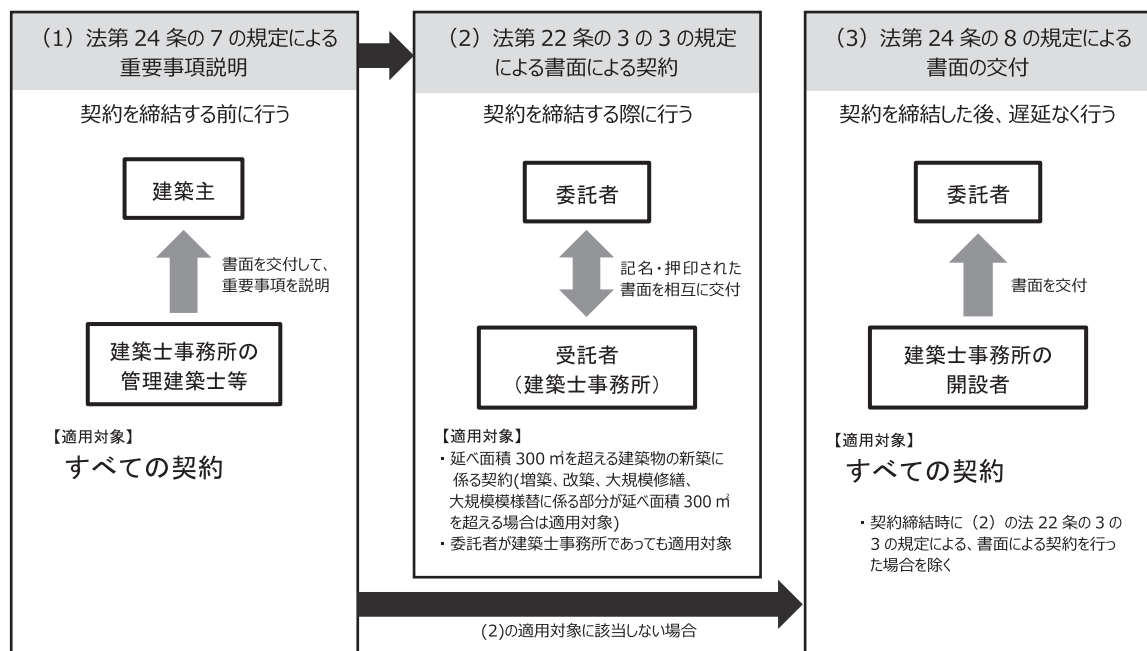 （1）法第 24 条の 7 の規定による
重要事項説明
契約を締結する前に行う
建築主
書面を交付して、
重要事項を説明
建築士事務所の
管理建築士等
【適用対象】
すべての契約
（2）法第 22 条の 3 の 3 の規定
による書面による契約
契約を締結する際に行う
委託者
記名・押印された
書面を相互に交付
受託者
（建築士事務所）
【適用対象】
・延べ面積 300 ㎡を超える建築物の新築に
係る契約(増築、改築、大規模修繕、
大規模模様替に係る部分が延べ面積 300 ㎡
を超える場合は適用対象)
・委託者が建築士事務所であっても適用対象
（3）法第 24 条の 8 の規定による
書面の交付
契約を締結した後、遅延なく行う
委託者
書面を交付
建築士事務所の
開設者
【適用対象】
すべての契約
・契約締結時に（2）の法 22 条の 3 の
3 の規定による、書面による契約を行っ
た場合を除く
(2)の適用対象に該当しない場合